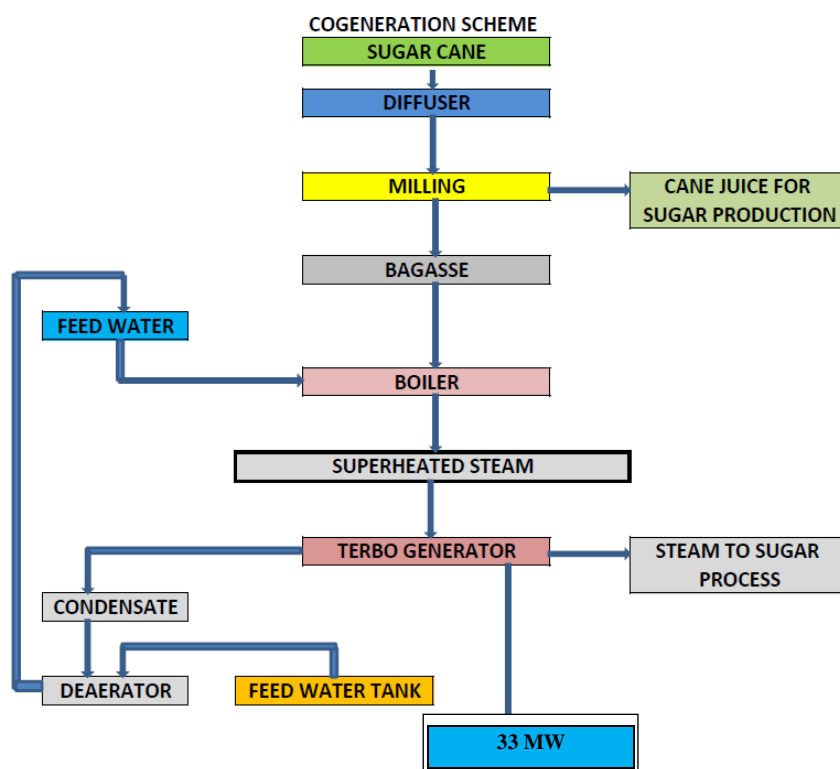 COGENERATION SCHEME
SUGAR CANE
DIFFUSER
MILLING
CANE JUICE FOR
SUGAR PRODUCTION
BAGASSE
FEED WATER
BOILER
SUPERHEATED STEAM
TERBO GENERATOR
STEAM TO SUGAR
PROCESS
CONDENSATE
DEAERATOR
FEED WATER TANK
33 MW